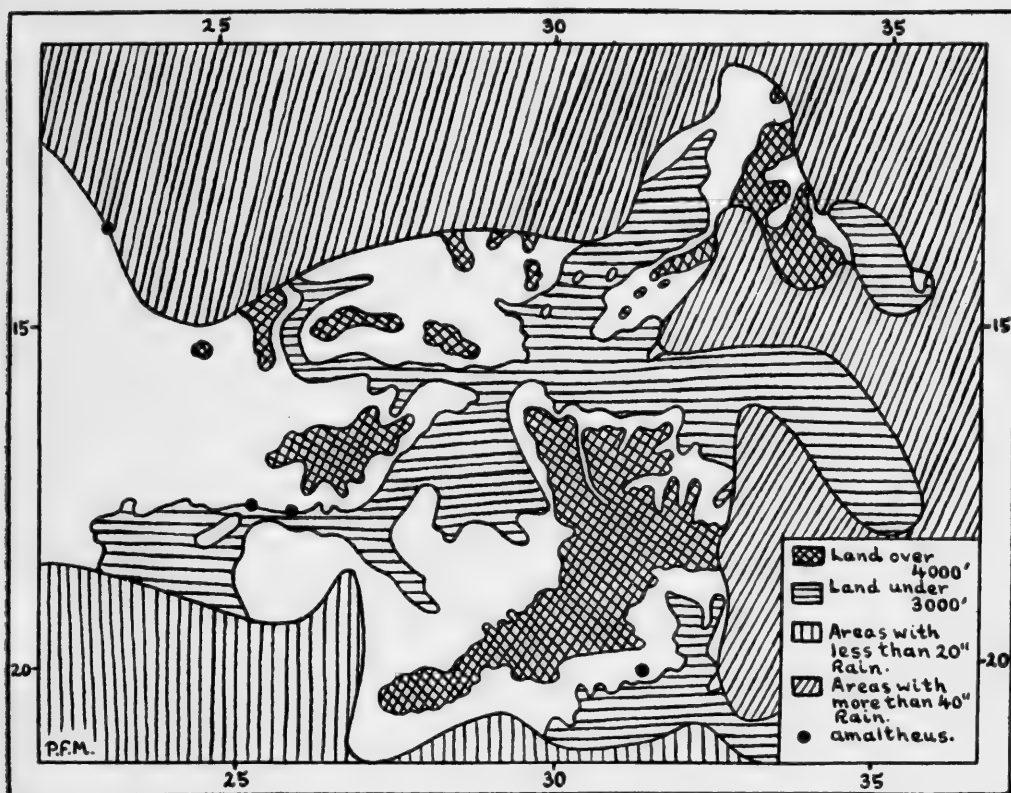 25 30 35
15 15
20 20
Land over
4000'
Land under
3000'
Areas with
less than 20"
Rain.
Areas with
more than 40"
Rain.
amaltheus.
P.F.M.
25 30 35